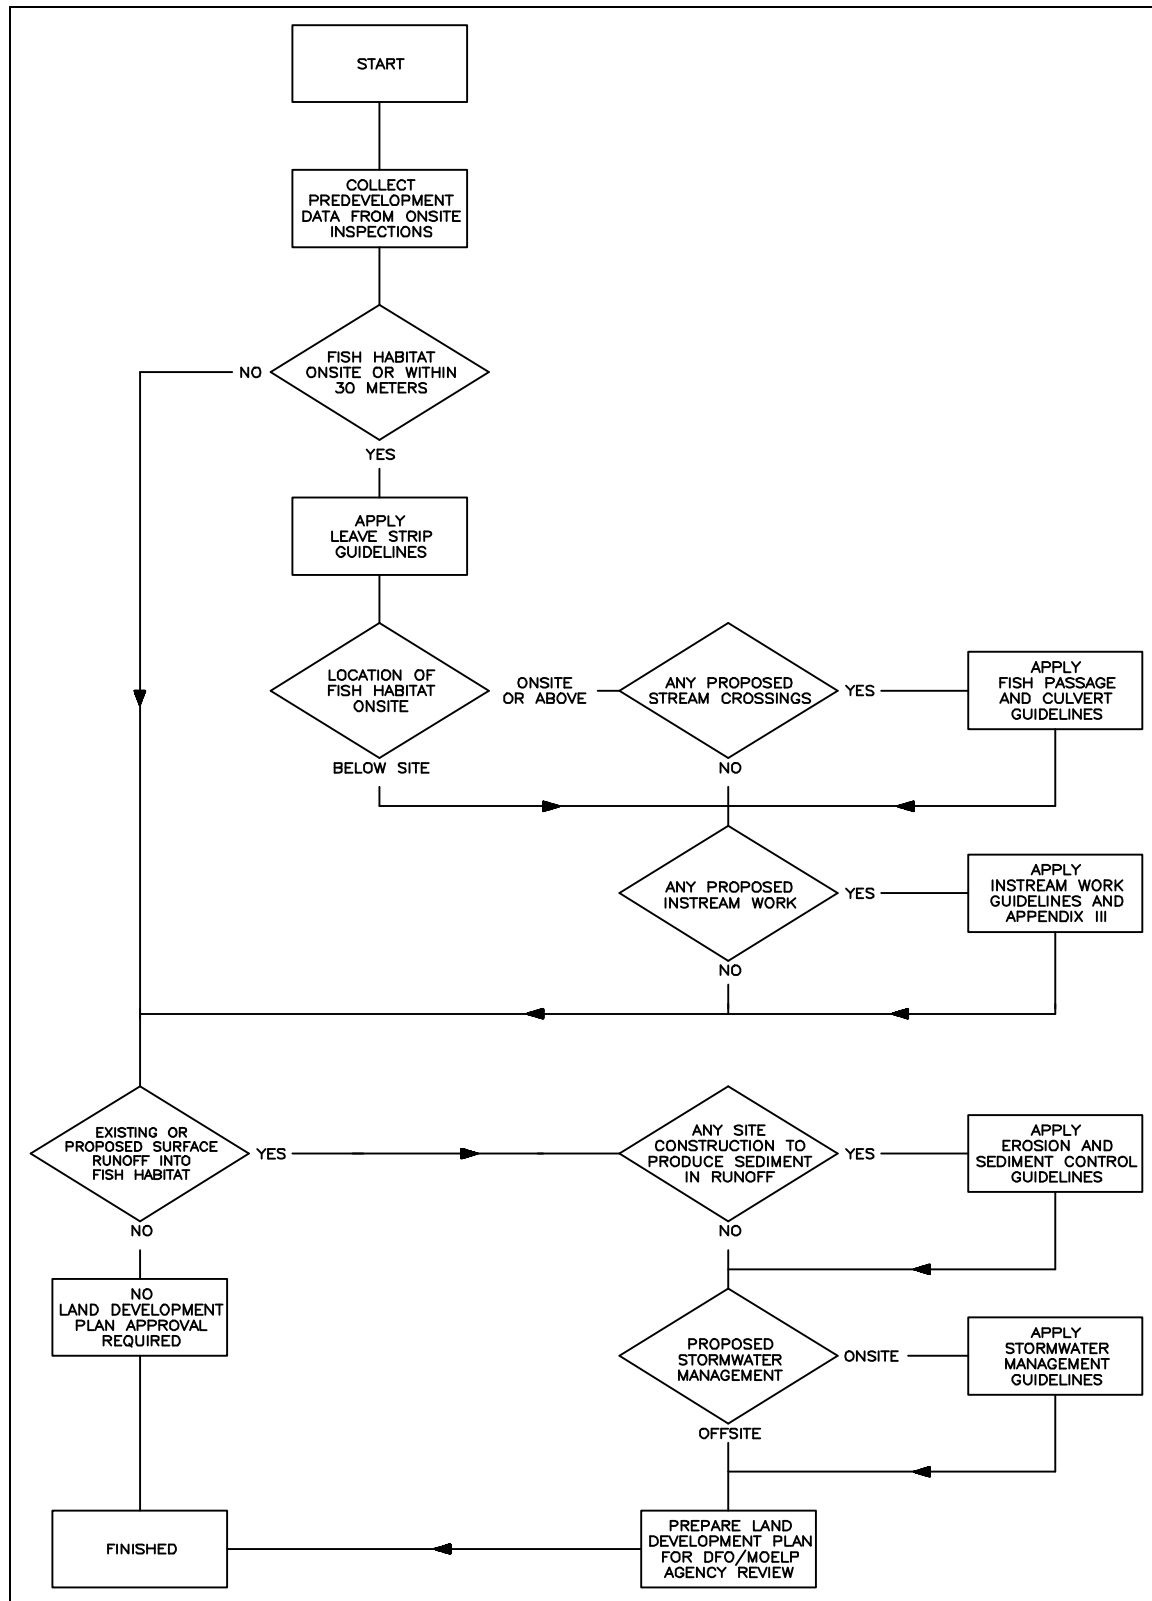 START
COLLECT
PREDEVELOPMENT
DATA FROM ONSITE
INSPECTIONS
FISH HABITAT
ONSITE OR WITHIN
30 METERS
NO
YES
APPLY
LEAVE STRIP
GUIDELINES
LOCATION OF
FISH HABITAT
ONSITE
ONSITE
OR ABOVE
BELOW SITE
ANY PROPOSED
STREAM CROSSINGS
YES
NO
APPLY
FISH PASSAGE
AND CULVERT
GUIDELINES
ANY PROPOSED
INSTREAM WORK
YES
NO
APPLY
INSTREAM WORK
GUIDELINES AND
APPENDIX III
EXISTING OR
PROPOSED SURFACE
RUNOFF INTO
FISH HABITAT
YES
NO
ANY SITE
CONSTRUCTION TO
PRODUCE SEDIMENT
IN RUNOFF
YES
NO
APPLY
EROSION AND
SEDIMENT CONTROL
GUIDELINES
NO
LAND DEVELOPMENT
PLAN APPROVAL
REQUIRED
PROPOSED
STORMWATER
MANAGEMENT
ONSITE
OFFSITE
APPLY
STORMWATER
MANAGEMENT
GUIDELINES
PREPARE LAND
DEVELOPMENT PLAN
FOR DFO/MOELP
AGENCY REVIEW
FINISHED